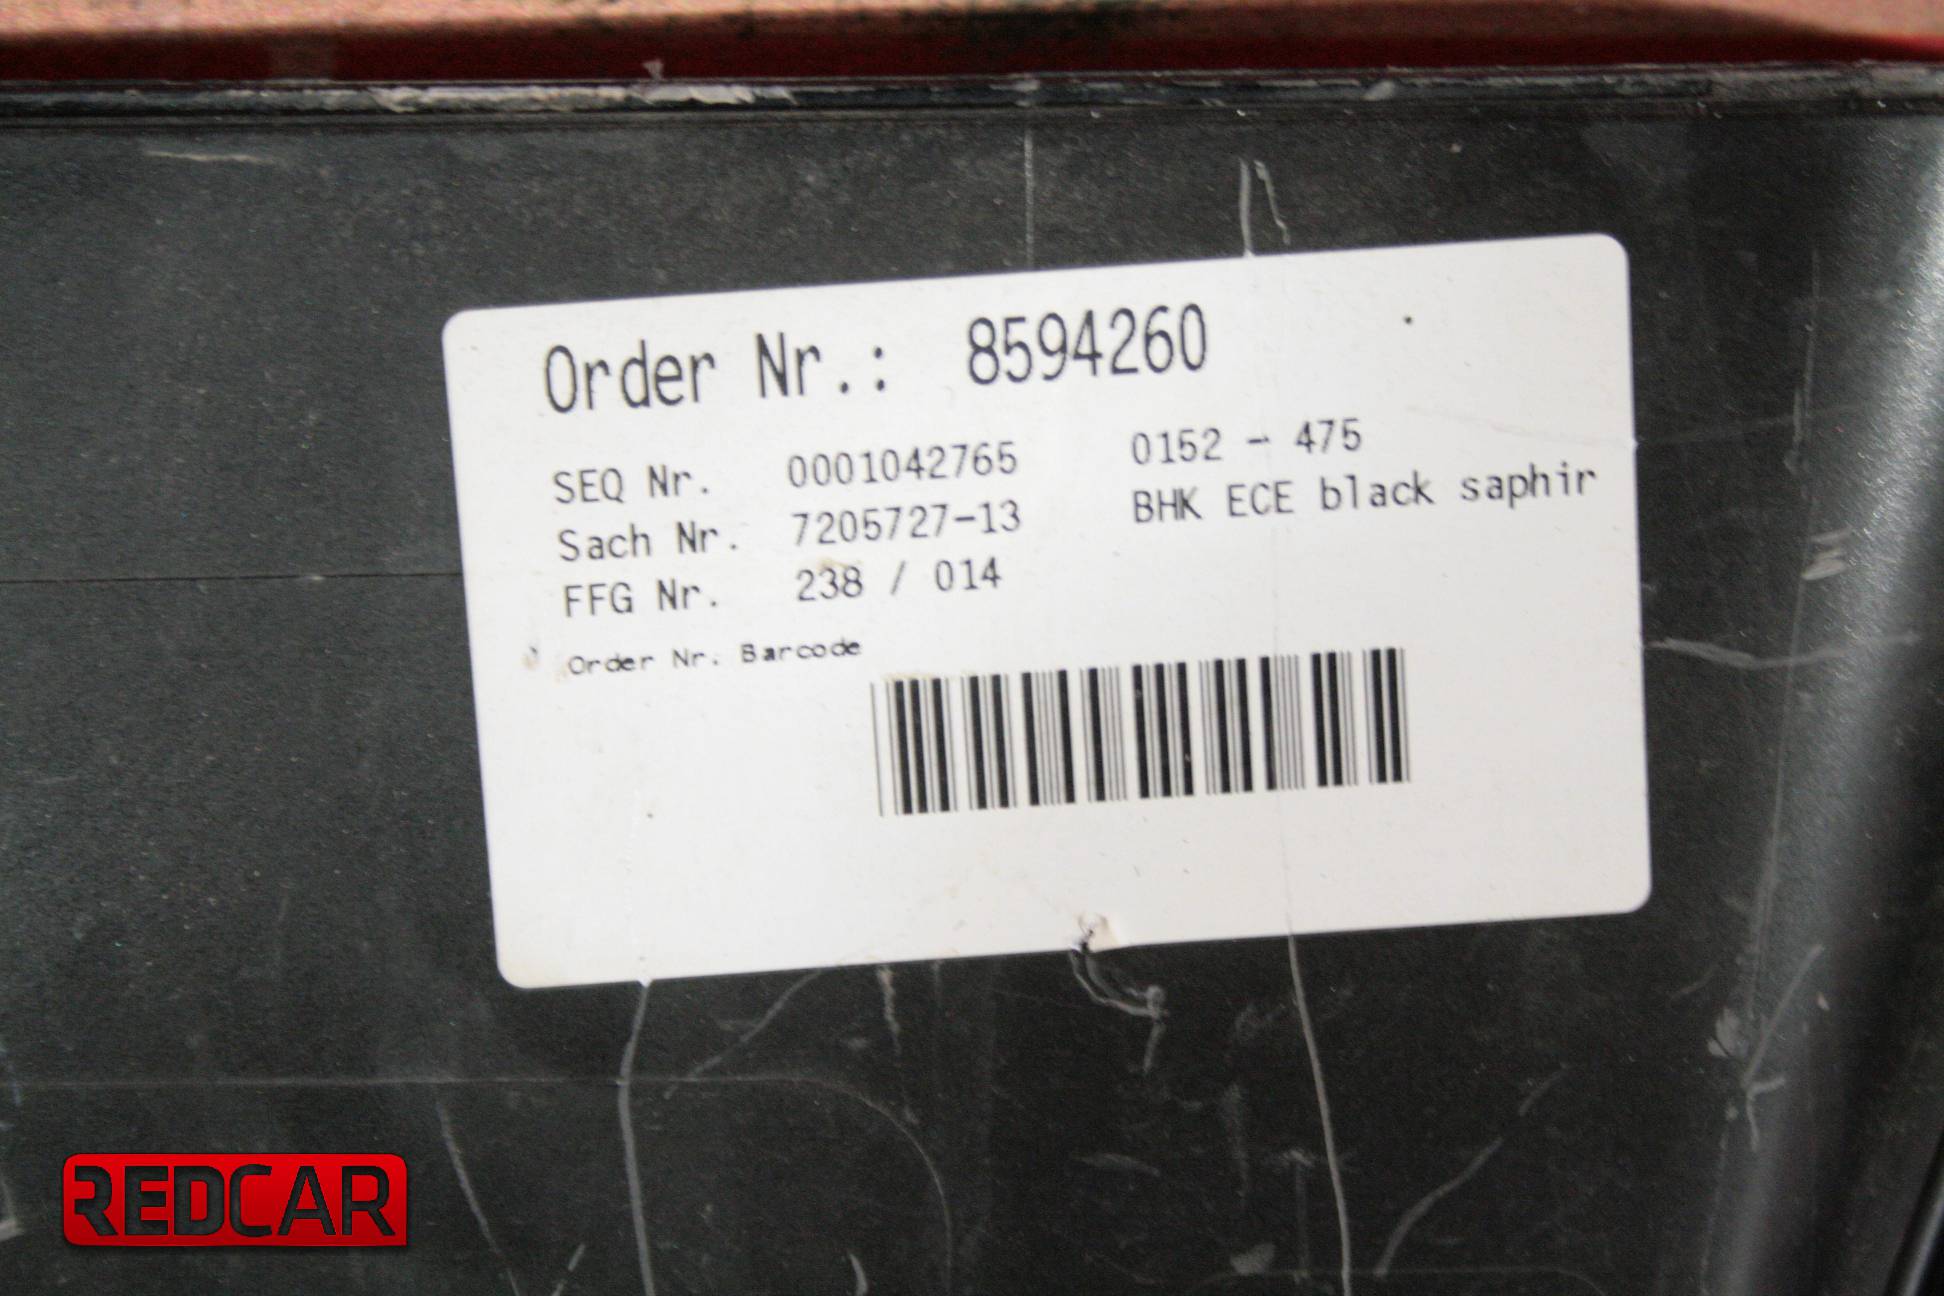 Order Nr.: 8594260
SEQ Nr. 0001042765 0152 - 475
Sach Nr. 7205727-13 BHK ECE black saphir
FFG Nr. 238 / 014
Order Nr. Barcode
REDCAR